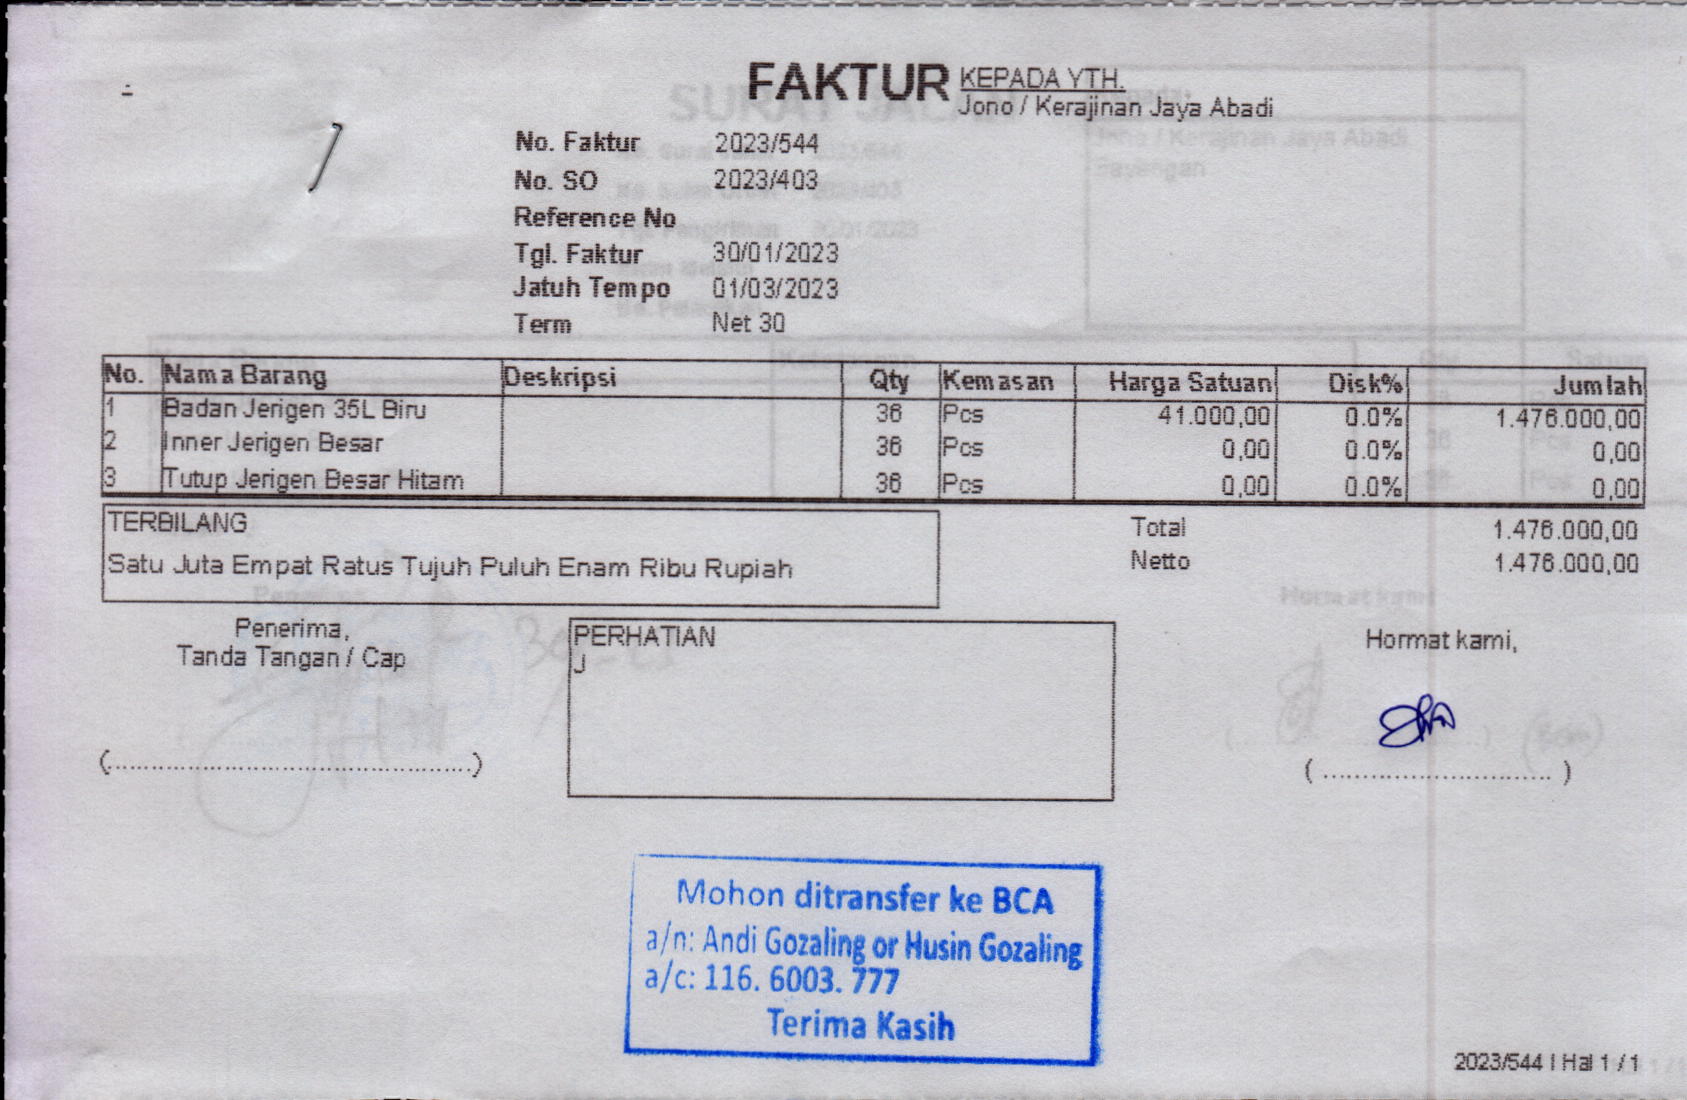 FAKTUR KEPADA YTH.
Jono / Kerajinan Jaya Abadi
No. Faktur 2023/544
No. SO 2023/403
Reference No
Tgl. Faktur 30/01/2023
Jatuh Tempo 01/03/2023
Term Net 30
No. Nama Barang Deskripsi Qty Kemasan Harga Satuan Disk% Jumlah
1 Badan Jerigen 35L Biru 36 Pcs 41.000,00 0.0% 1.476.000,00
2 Inner Jerigen Besar 36 Pcs 0,00 0.0% 0,00
3 Tutup Jerigen Besar Hitam 36 Pcs 0,00 0.0% 0,00
TERBILANG
Satu Juta Empat Ratus Tujuh Puluh Enam Ribu Rupiah
Total 1.476.000,00
Netto 1.476.000,00
Penerima,
Tanda Tangan / Cap
PERHATIAN
J
Hormat kami,
(................................................)
( ............................ )
Mohon ditransfer ke BCA
a/n: Andi Gozaling or Husin Gozaling
a/c: 116. 6003. 777
Terima Kasih
2023/544 | Hal 1 / 1